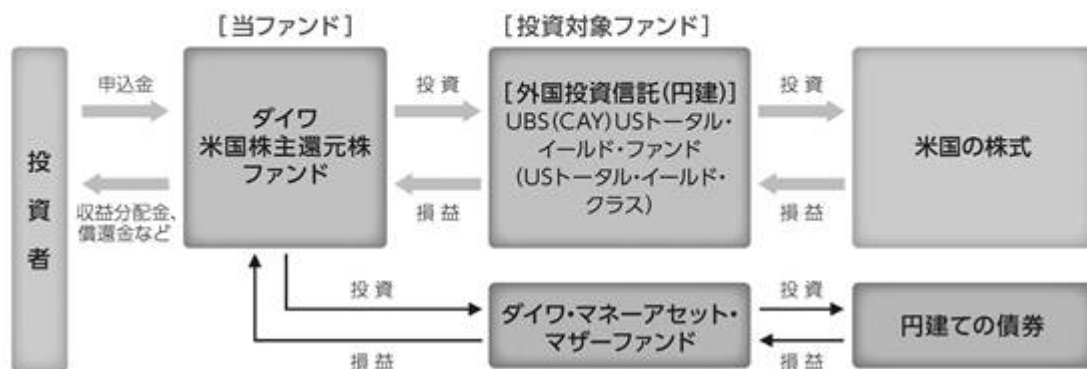 [当ファンド]
[投資対象ファンド]
投資者
申込金
収益分配金、
償還金など
ダイワ
米国株主還元株
ファンド
投資
損益
[外国投資信託(円建)]
UBS(CAY)USトータル・
イールド・ファンド
(USトータル・イールド・
クラス)
投資
損益
米国の株式
投資
損益
ダイワ・マネーアセット・
マザーファンド
投資
損益
円建ての債券